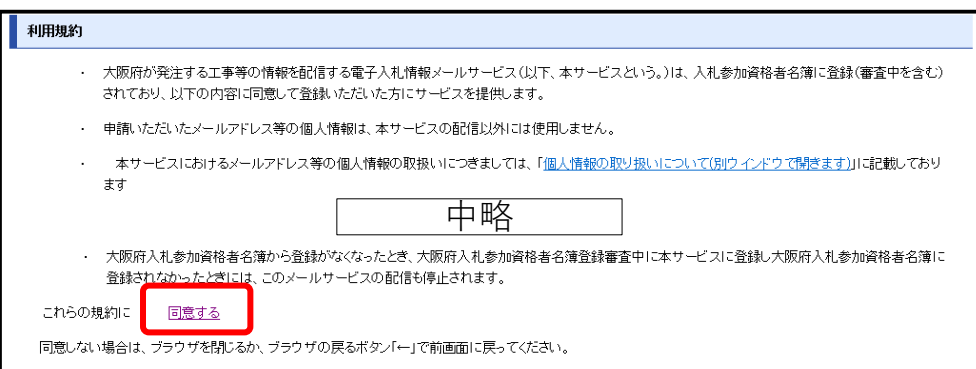 利用規約
・ 大阪府が発注する工事等の情報を配信する電子入札情報メールサービス(以下、本サービスという。)は、入札参加資格者名簿に登録(審査中を含む)
されており、以下の内容に同意して登録いただいた方にサービスを提供します。
・ 申請いただいたメールアドレス等の個人情報は、本サービスの配信以外には使用しません。
・ 本サービスにおけるメールアドレス等の個人情報の取扱いにつきましては、「個人情報の取り扱いについて(別ウィンドウで開きます)」に記載しており
ます
中略
・ 大阪府入札参加資格者名簿から登録がなくなったとき、大阪府入札参加資格者名簿登録審査中に本サービスに登録し大阪府入札参加資格者名簿に
登録されなかったときには、このメールサービスの配信も停止されます。
これらの規約に 同意する
同意しない場合は、ブラウザを閉じるか、ブラウザの戻るボタン「←」で前画面に戻ってください。